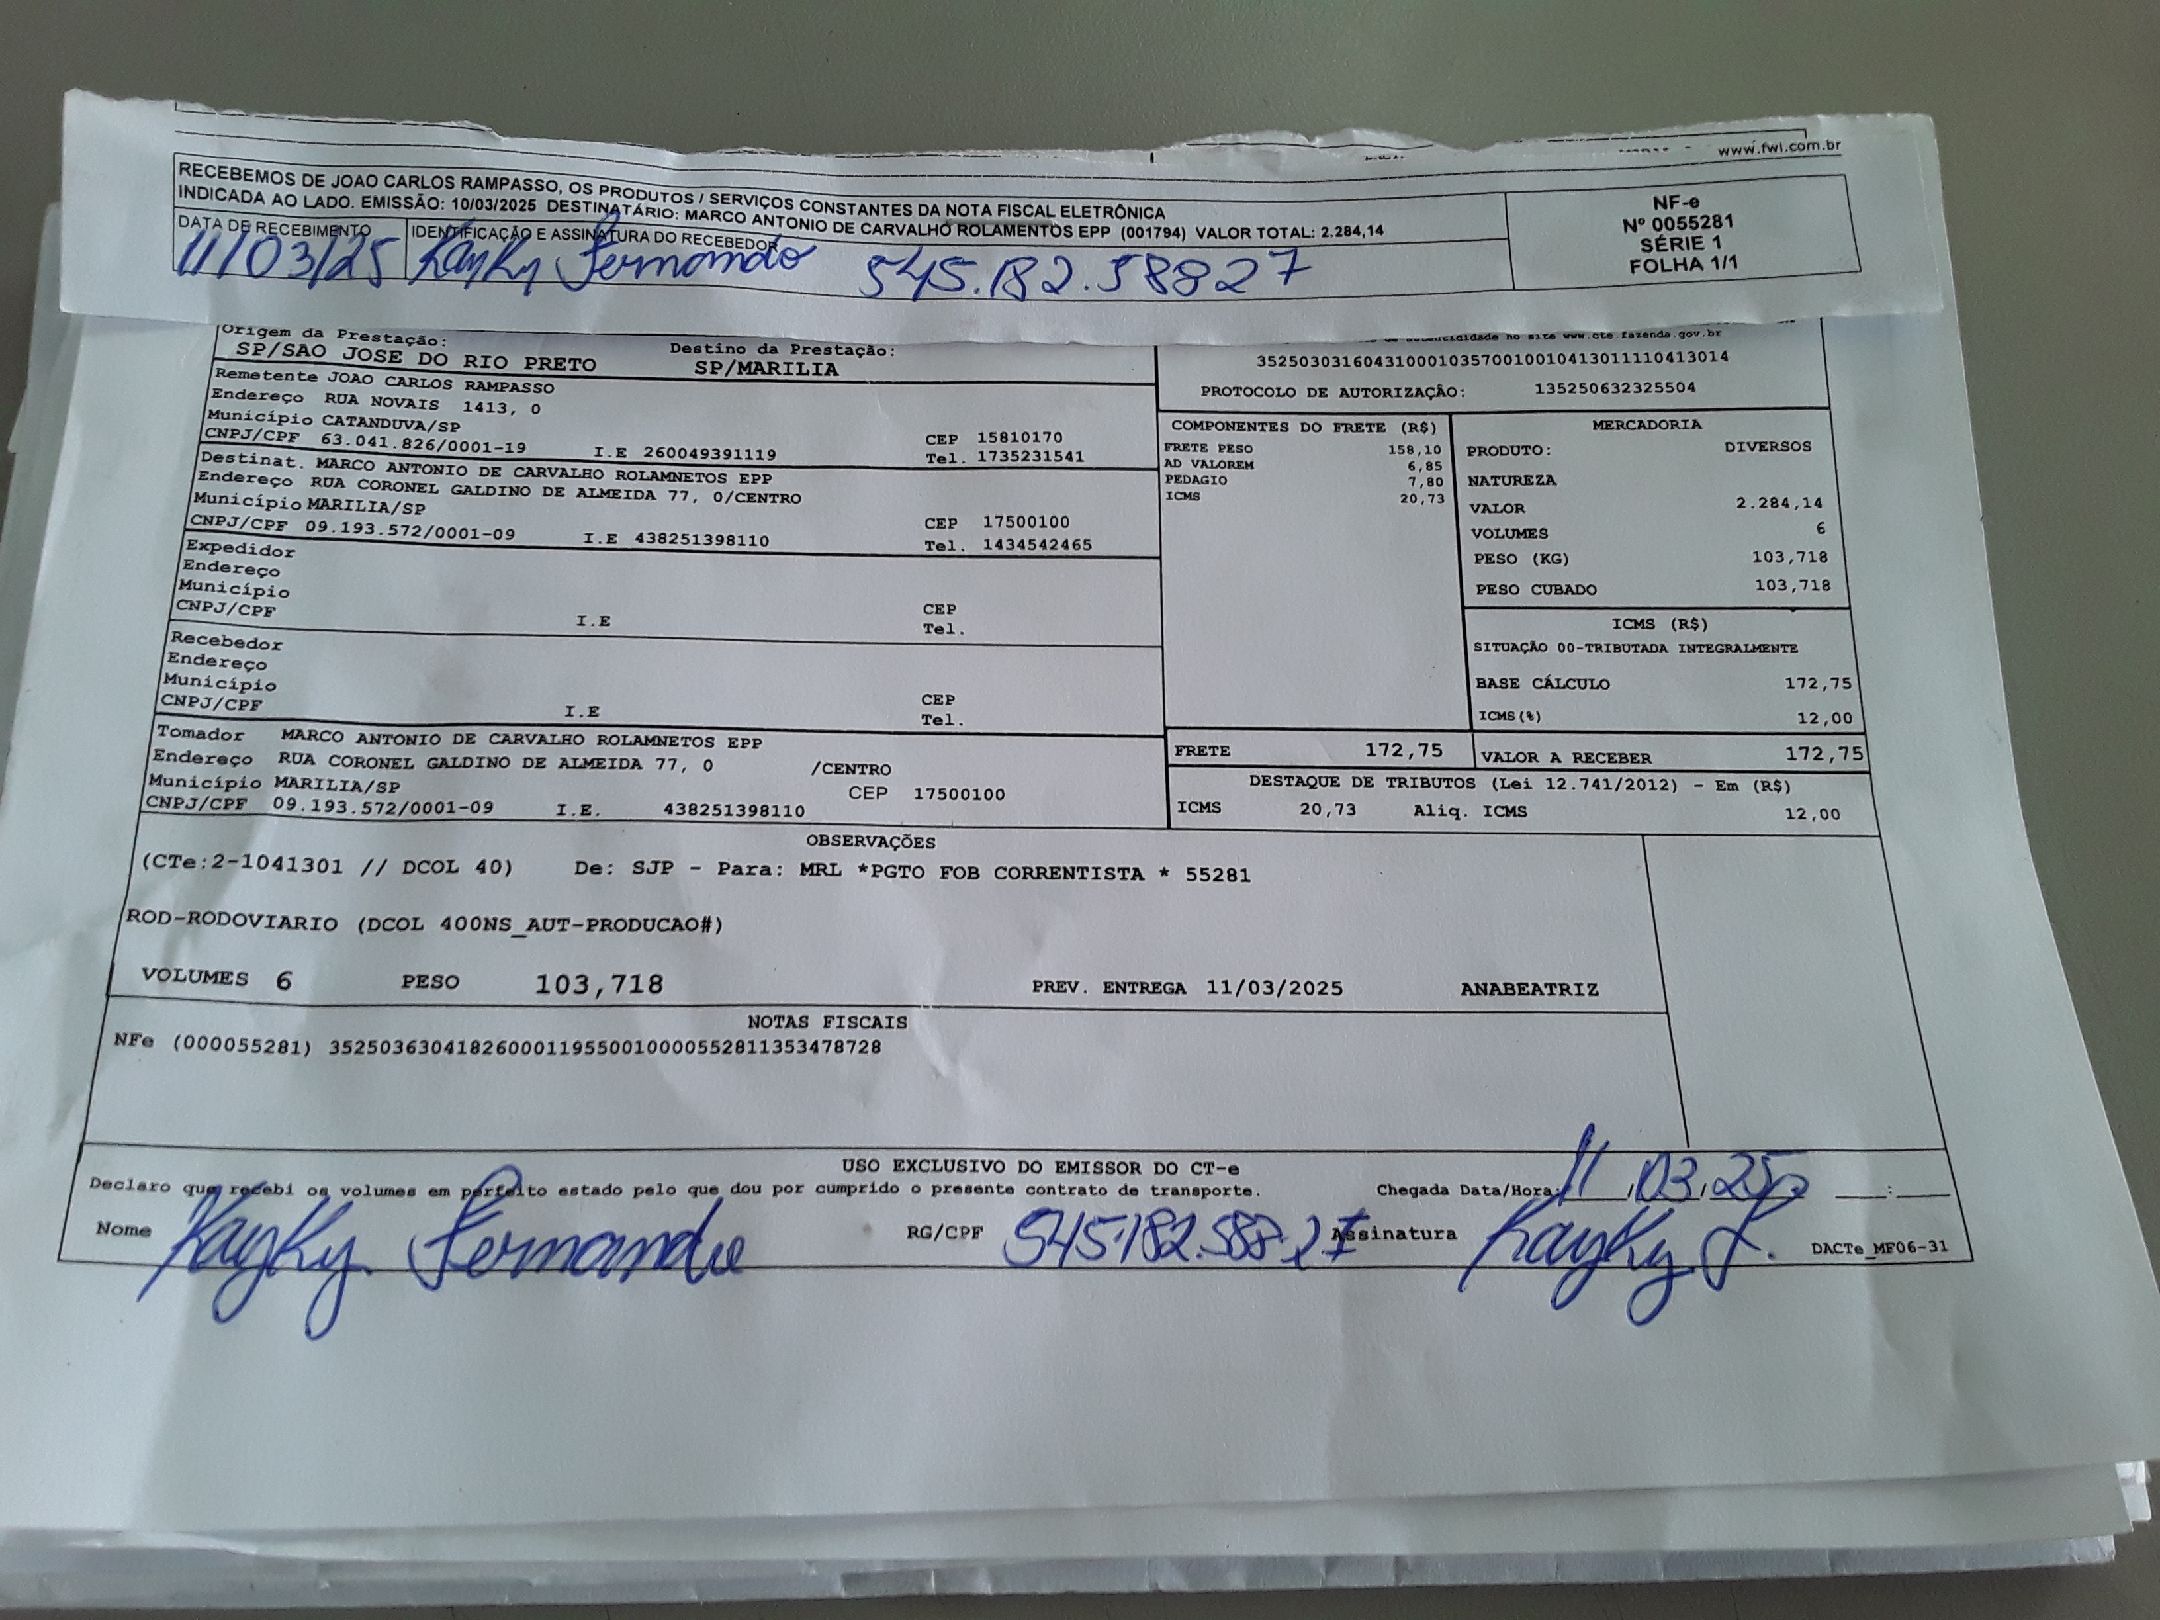 www.fwl.com.br
RECEBEMOS DE JOAO CARLOS RAMPASSO, OS PRODUTOS / SERVIÇOS CONSTANTES DA NOTA FISCAL ELETRÔNICA
INDICADA AO LADO. EMISSÃO: 10/03/2025 DESTINATÁRIO: MARCO ANTONIO DE CARVALHO ROLAMENTOS EPP (001794) VALOR TOTAL: 2.284,14
DATA DE RECEBIMENTO
11/03/25
IDENTIFICAÇÃO E ASSINATURA DO RECEBEDOR
Kayky Fernando 545.182.58827
NF-e
Nº 0055281
SÉRIE 1
FOLHA 1/1
Origem da Prestação:
SP/SAO JOSE DO RIO PRETO
Destino da Prestação:
SP/MARILIA
no site www.cte.fazenda.gov.br
35250303160431000103570010010413011110413014
PROTOCOLO DE AUTORIZAÇÃO: 135250632325504
Remetente JOAO CARLOS RAMPASSO
Endereço RUA NOVAIS 1413, 0
Município CATANDUVA/SP CEP 15810170
CNPJ/CPF 63.041.826/0001-19 I.E 260049391119 Tel. 1735231541
Destinat. MARCO ANTONIO DE CARVALHO ROLAMNETOS EPP
Endereço RUA CORONEL GALDINO DE ALMEIDA 77, 0/CENTRO
Município MARILIA/SP CEP 17500100
CNPJ/CPF 09.193.572/0001-09 I.E 438251398110 Tel. 1434542465
Expedidor
Endereço
Município CEP
CNPJ/CPF I.E Tel.
Recebedor
Endereço
Município CEP
CNPJ/CPF I.E Tel.
Tomador MARCO ANTONIO DE CARVALHO ROLAMNETOS EPP
Endereço RUA CORONEL GALDINO DE ALMEIDA 77, 0 /CENTRO
Município MARILIA/SP CEP 17500100
CNPJ/CPF 09.193.572/0001-09 I.E. 438251398110
COMPONENTES DO FRETE (R$)
FRETE PESO 158,10
AD VALOREM 6,85
PEDAGIO 7,80
ICMS 20,73
MERCADORIA
PRODUTO: DIVERSOS
NATUREZA
VALOR 2.284,14
VOLUMES 6
PESO (KG) 103,718
PESO CUBADO 103,718
ICMS (R$)
SITUAÇÃO 00-TRIBUTADA INTEGRALMENTE
BASE CÁLCULO 172,75
ICMS(%) 12,00
FRETE 172,75 VALOR A RECEBER 172,75
DESTAQUE DE TRIBUTOS (Lei 12.741/2012) - Em (R$)
ICMS 20,73 Aliq. ICMS 12,00
OBSERVAÇÕES
(CTe:2-1041301 // DCOL 40) De: SJP - Para: MRL *PGTO FOB CORRENTISTA * 55281
ROD-RODOVIARIO (DCOL 400NS_AUT-PRODUCAO#)
VOLUMES 6 PESO 103,718 PREV. ENTREGA 11/03/2025 ANABEATRIZ
NOTAS FISCAIS
NFe (000055281) 35250363041826000119550010000552811353478728
USO EXCLUSIVO DO EMISSOR DO CT-e
Declaro que recebi os volumes em perfeito estado pelo que dou por cumprido o presente contrato de transporte. Chegada Data/Hora: 11/03/25 ___:___
Nome Kayky Fernando RG/CPF 545.182.588-27 Assinatura Kayky F. DACTe_MF06-31